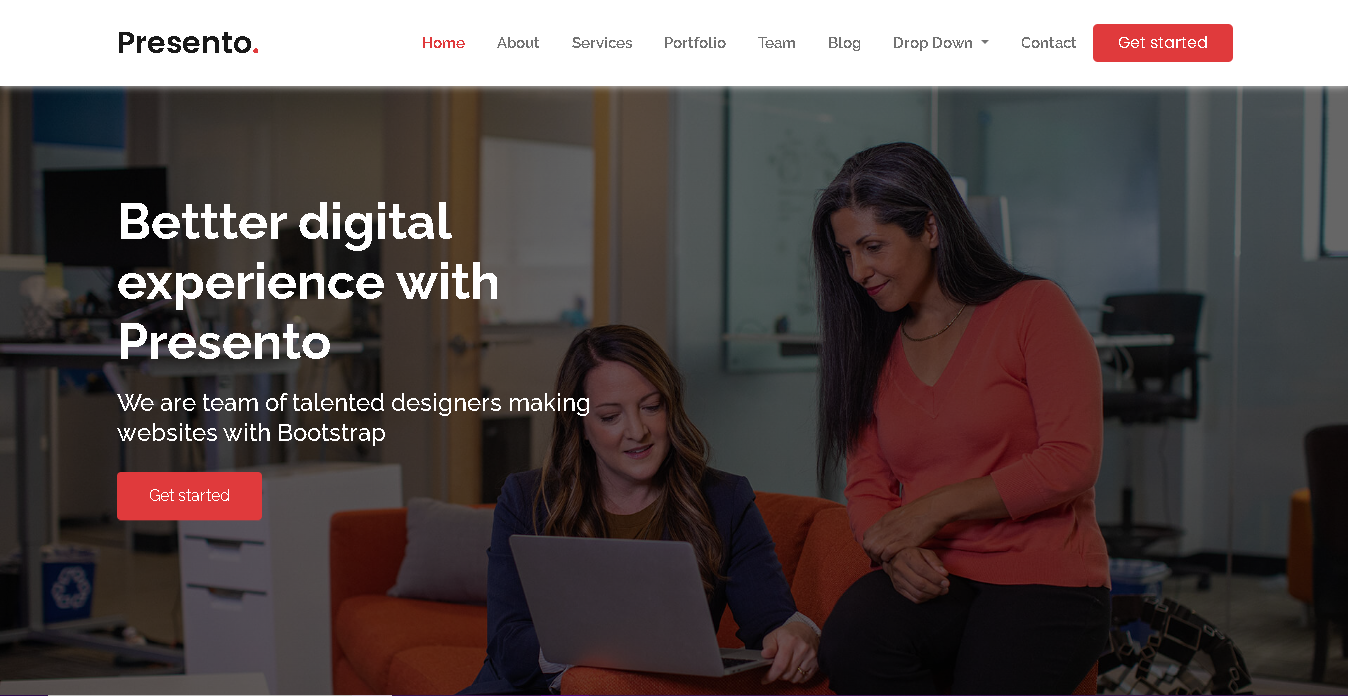 Presento.
Home About Services Portfolio Team Blog Drop Down Contact Get started
Bettter digital
experience with
Presento
We are team of talented designers making
websites with Bootstrap
Get started